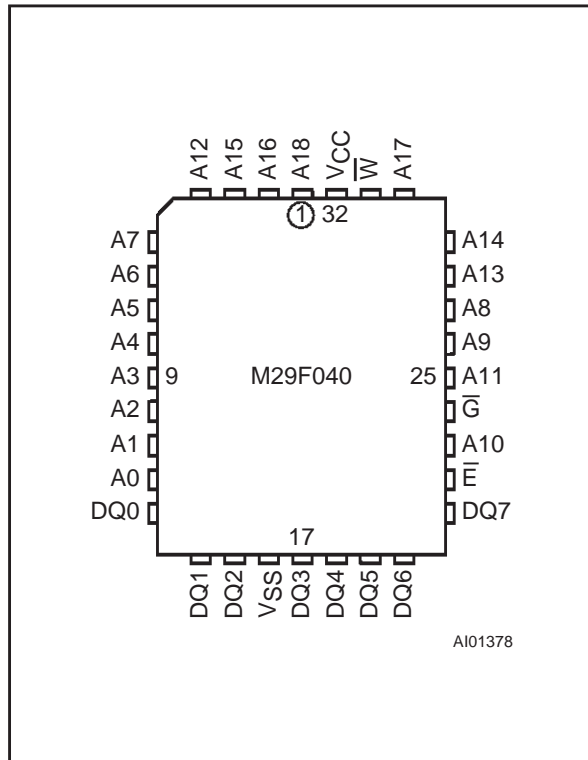 A12 A15 A16 A18 VCC W̅ A17
1 32
A7 A14
A6 A13
A5 A8
A4 A9
A3 9 M29F040 25 A11
A2 G̅
A1 A10
A0 E̅
DQ0 DQ7
17
DQ1 DQ2 VSS DQ3 DQ4 DQ5 DQ6
AI01378